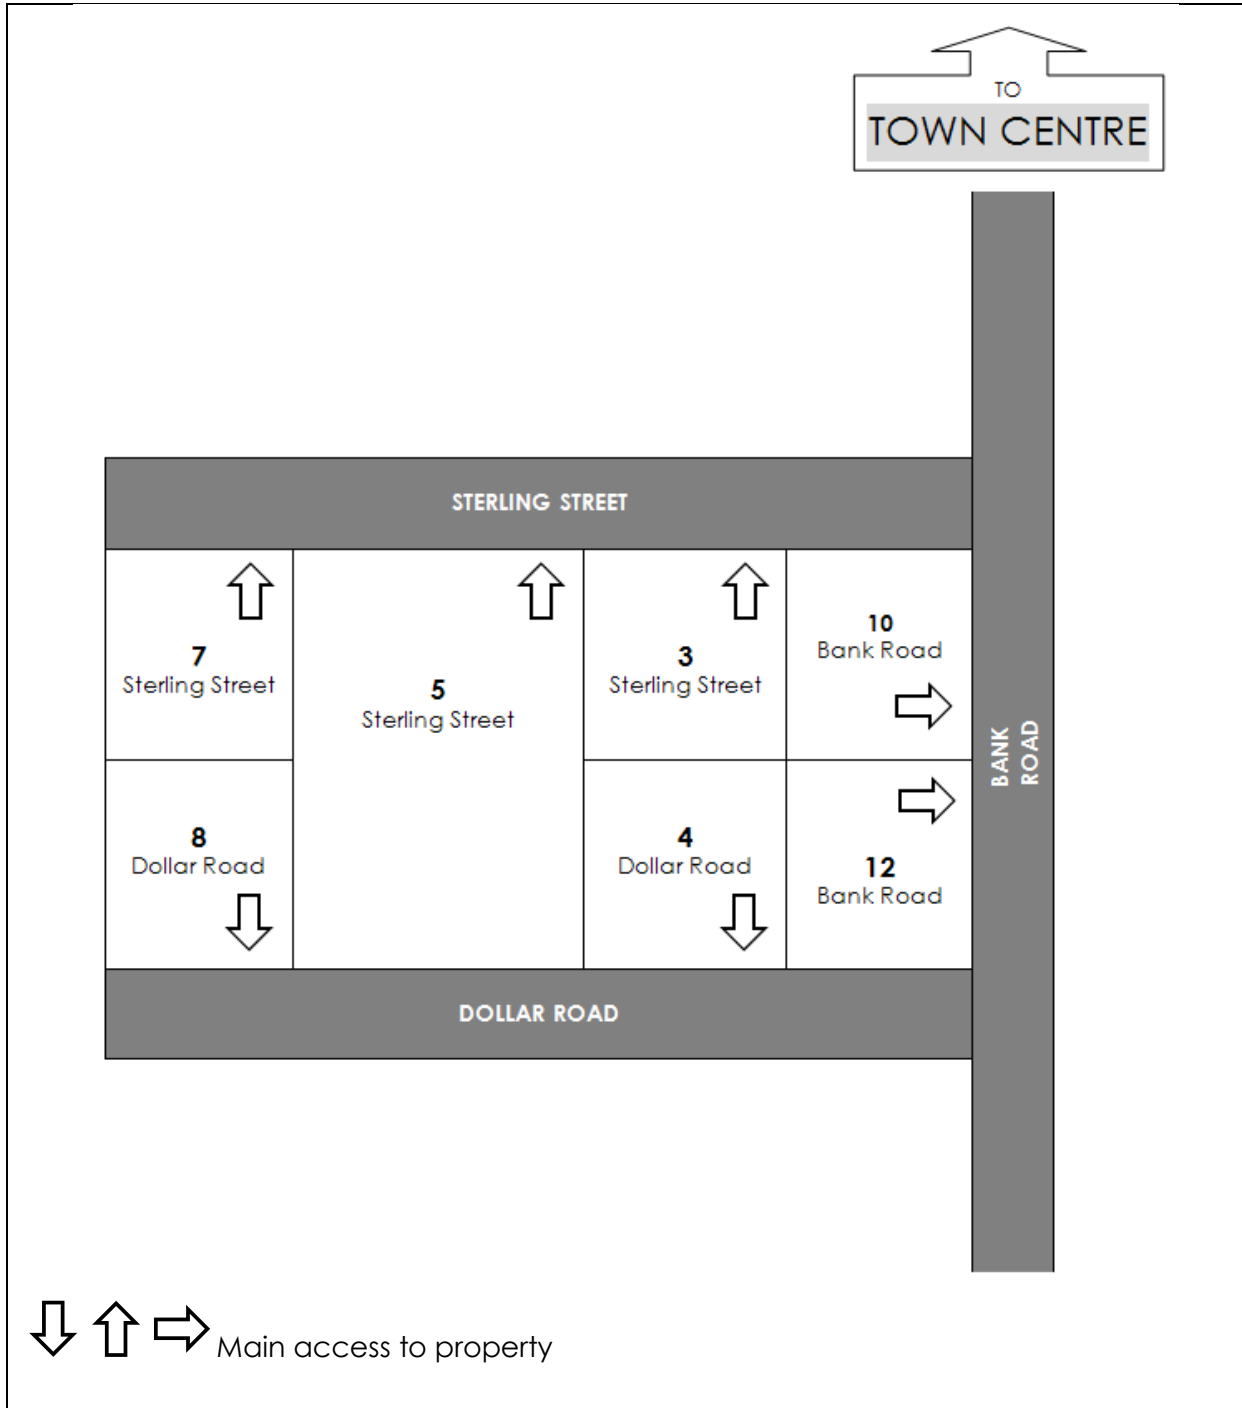 TO
TOWN CENTRE
STERLING STREET
7
Sterling Street
5
Sterling Street
3
Sterling Street
10
Bank Road
BANK
ROAD
8
Dollar Road
4
Dollar Road
12
Bank Road
DOLLAR ROAD
Main access to property